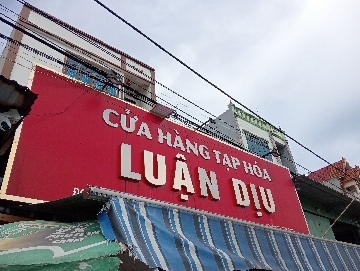 CỬA HÀNG TẠP HÓA
LUẬN DỊU